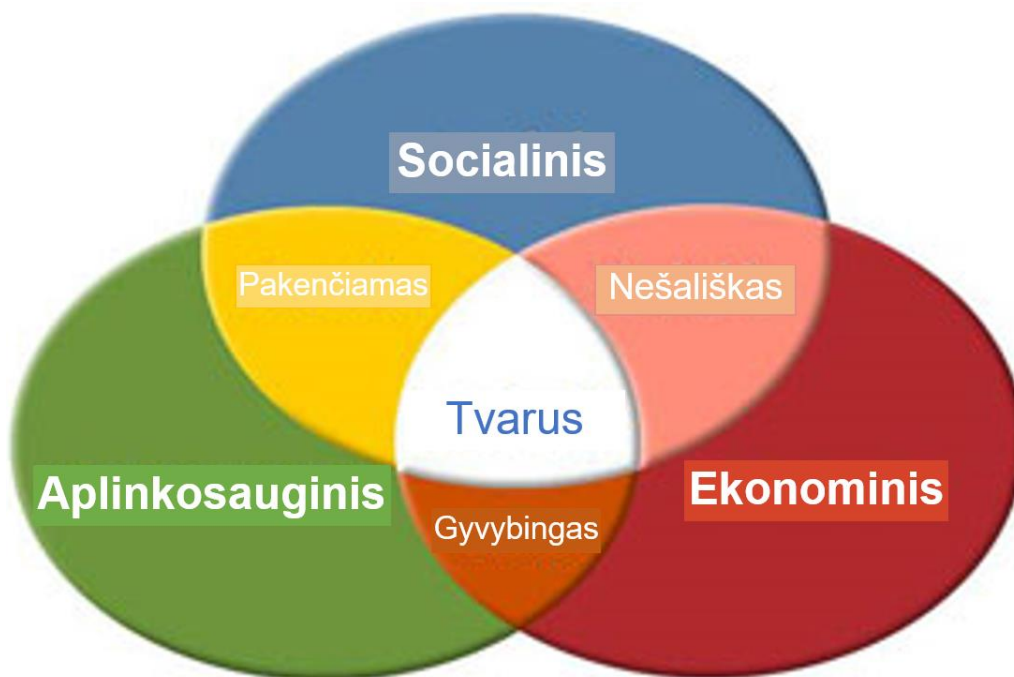 Socialinis
Pakenčiamas
Nešališkas
Tvarus
Aplinkosauginis
Ekonominis
Gyvybingas